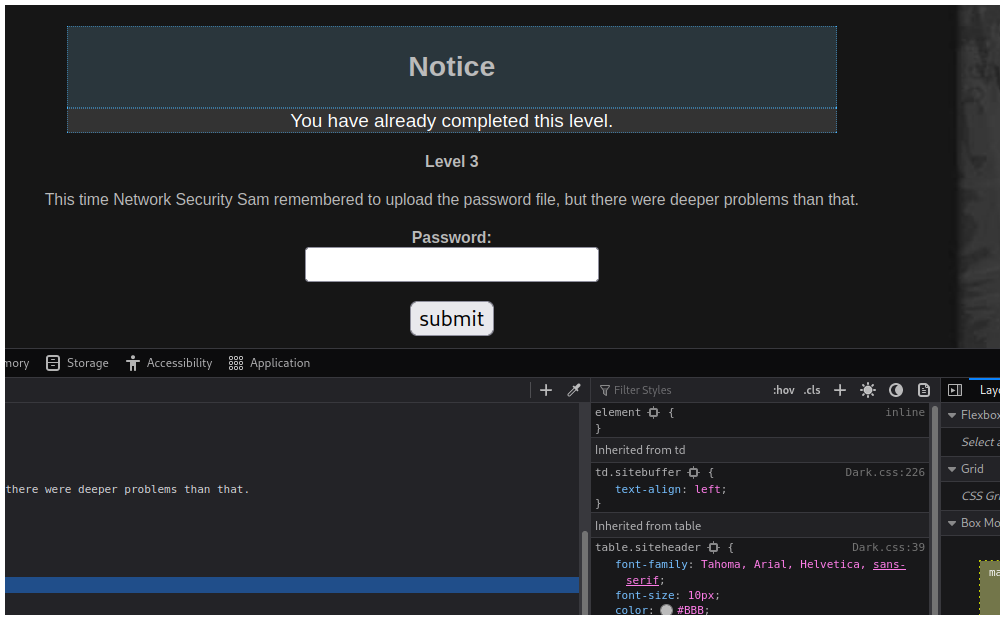 Notice
You have already completed this level.
Level 3
This time Network Security Sam remembered to upload the password file, but there were deeper problems than that.
Password:
submit
mory Storage Accessibility Application
+ Filter Styles :hov .cls + Lay
there were deeper problems than that.
element { inline
}
Inherited from td
td.sitebuffer { Dark.css:226
text-align: left;
}
Inherited from table
table.siteheader { Dark.css:39
font-family: Tahoma, Arial, Helvetica, sans-
serif;
font-size: 10px;
color: #BBB;
Flexbox
Select a
Grid
CSS Gri
Box Mo
ma